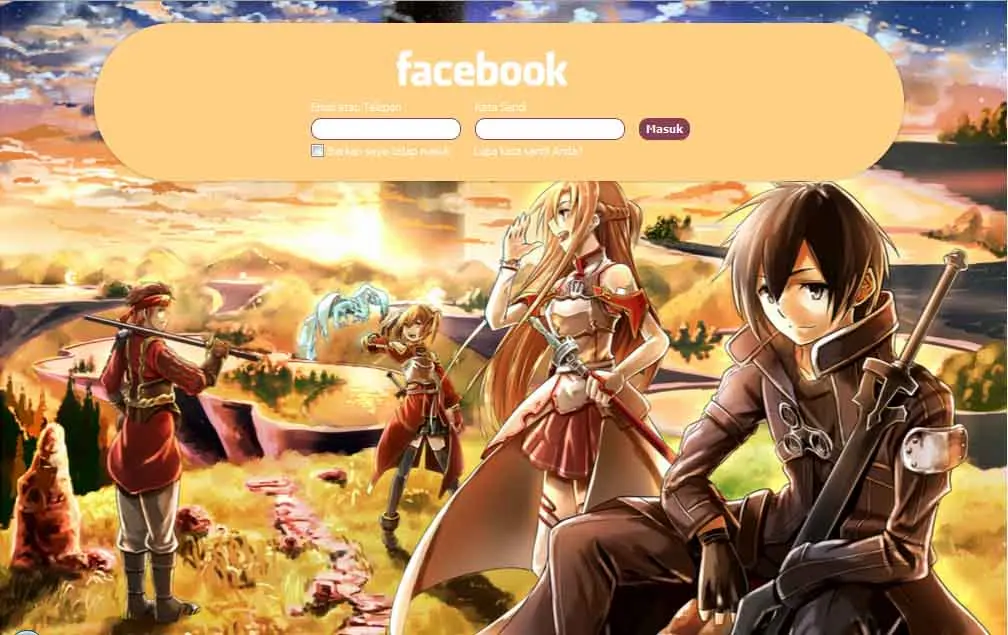 facebook
Email atau Telepon
Kata Sandi
Masuk
Biarkan saya tetap masuk
Lupa kata sandi Anda?